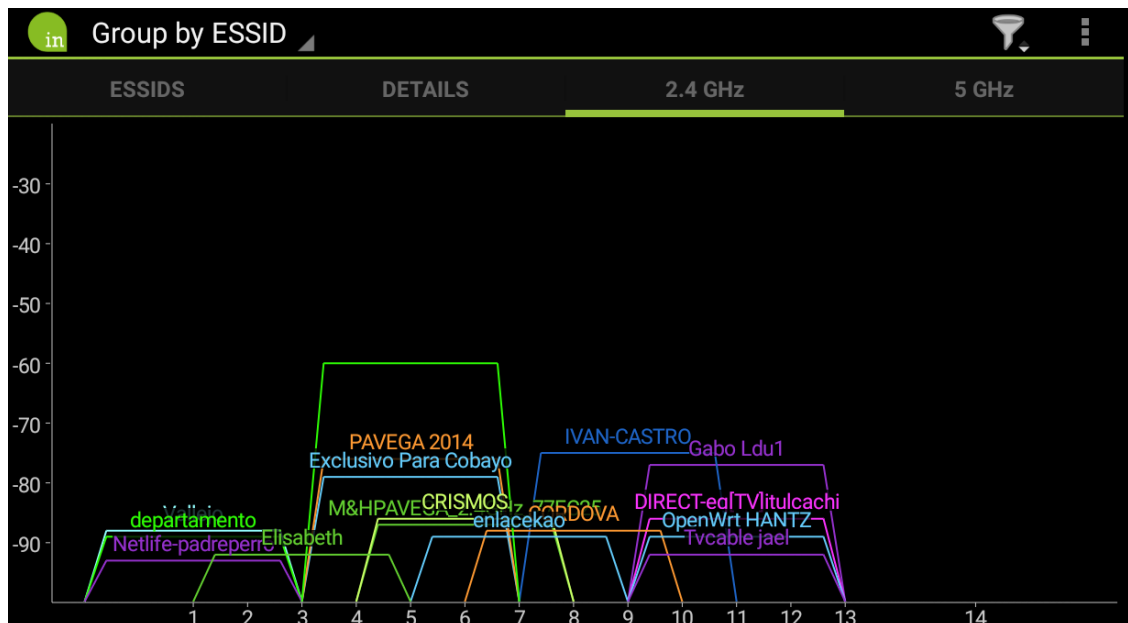 in Group by ESSID
ESSIDS DETAILS 2.4 GHz 5 GHz
-30
-40
-50
-60
-70
-80
-90
IVAN-CASTRO
PAVEGA 2014
Gabo Ldu1
Exclusivo Para Cobayo
CRISMOS
DIRECT-eq[TV]itulcachi
CORDOVA
departamento
enlacekao
OpenWrt HANTZ
Elisabeth
Tvcable jael
Netlife-padreperro
1 2 3 4 5 6 7 8 9 10 11 12 13 14